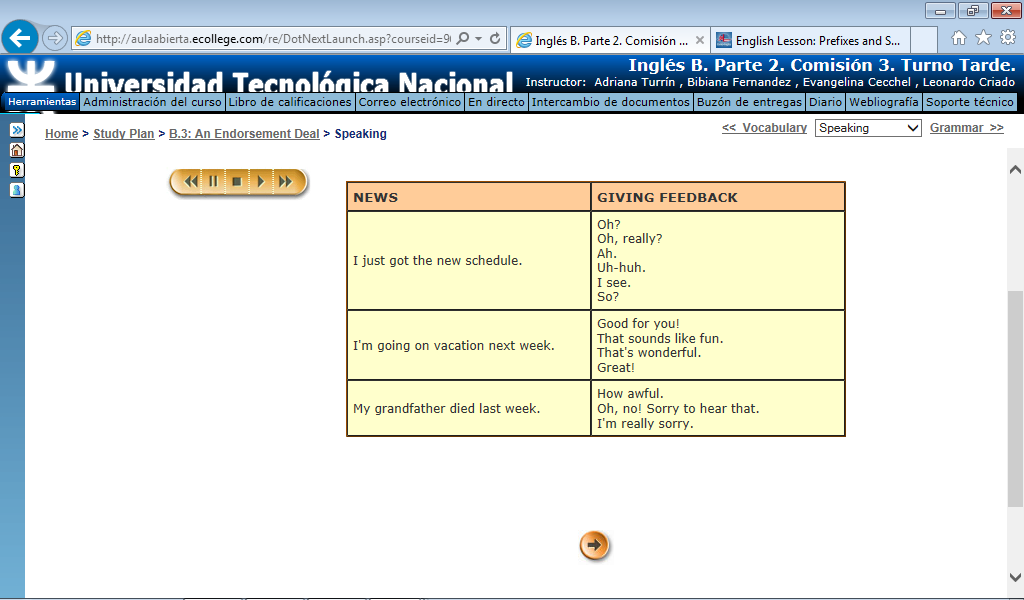 http://aulaabierta.ecollege.com/re/DotNextLaunch.asp?courseid=9
Inglés B. Parte 2. Comisión ...
English Lesson: Prefixes and S...
Universidad Tecnológica Nacional
Inglés B. Parte 2. Comisión 3. Turno Tarde.
Instructor: Adriana Turrín , Bibiana Fernandez , Evangelina Cecchel , Leonardo Criado
Herramientas Administración del curso Libro de calificaciones Correo electrónico En directo Intercambio de documentos Buzón de entregas Diario Webliografía Soporte técnico
Home > Study Plan > B.3: An Endorsement Deal > Speaking
<< Vocabulary Speaking Grammar >>
NEWS
GIVING FEEDBACK
I just got the new schedule.
Oh?
Oh, really?
Ah.
Uh-huh.
I see.
So?
I'm going on vacation next week.
Good for you!
That sounds like fun.
That's wonderful.
Great!
My grandfather died last week.
How awful.
Oh, no! Sorry to hear that.
I'm really sorry.